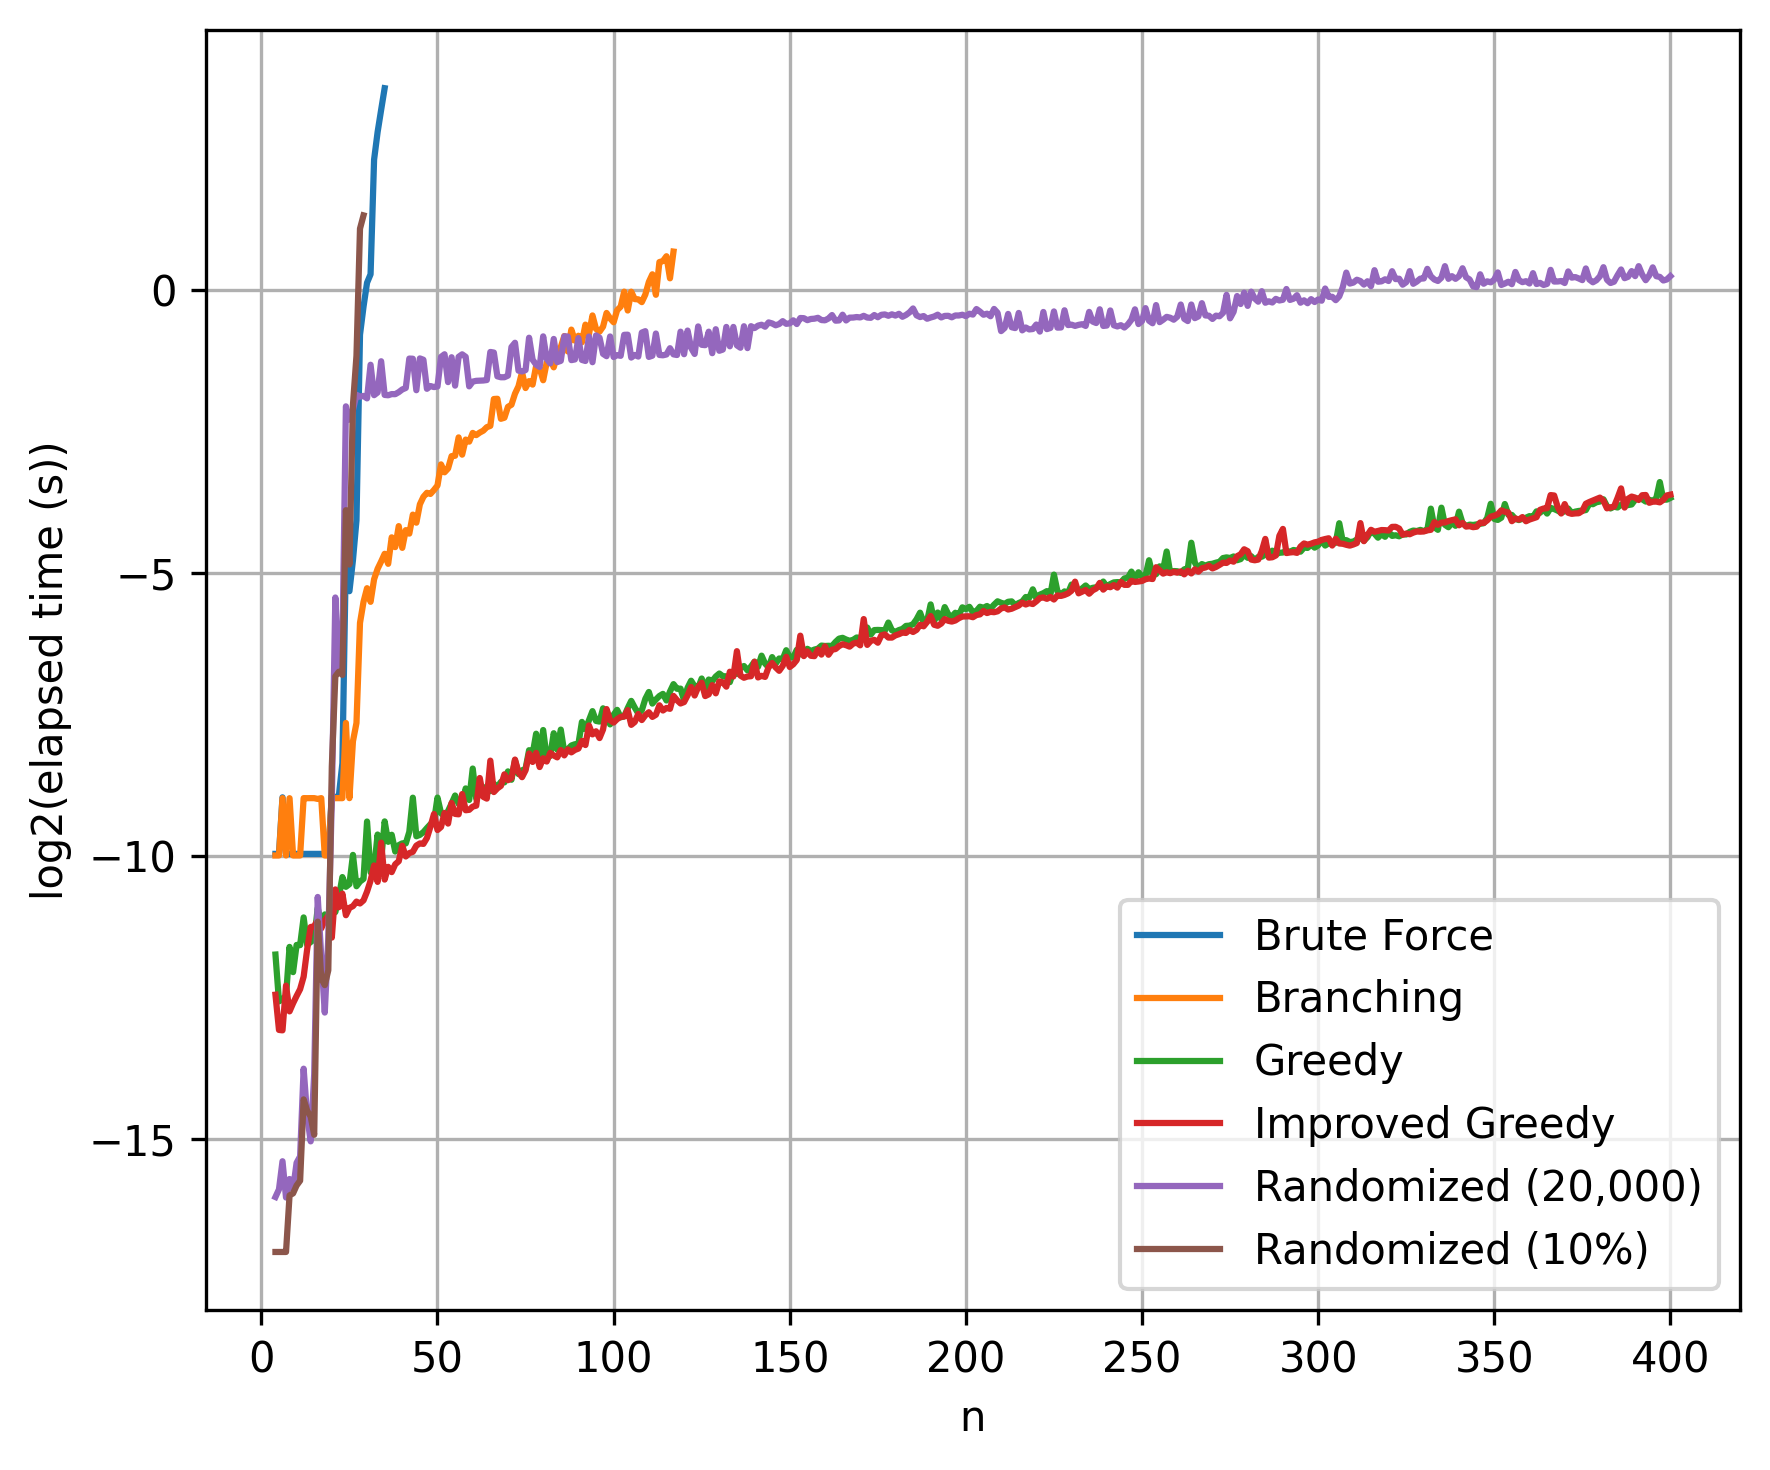 log2(elapsed time (s))
0
−5
−10
−15
Brute Force
Branching
Greedy
Improved Greedy
Randomized (20,000)
Randomized (10%)
0 50 100 150 200 250 300 350 400
n